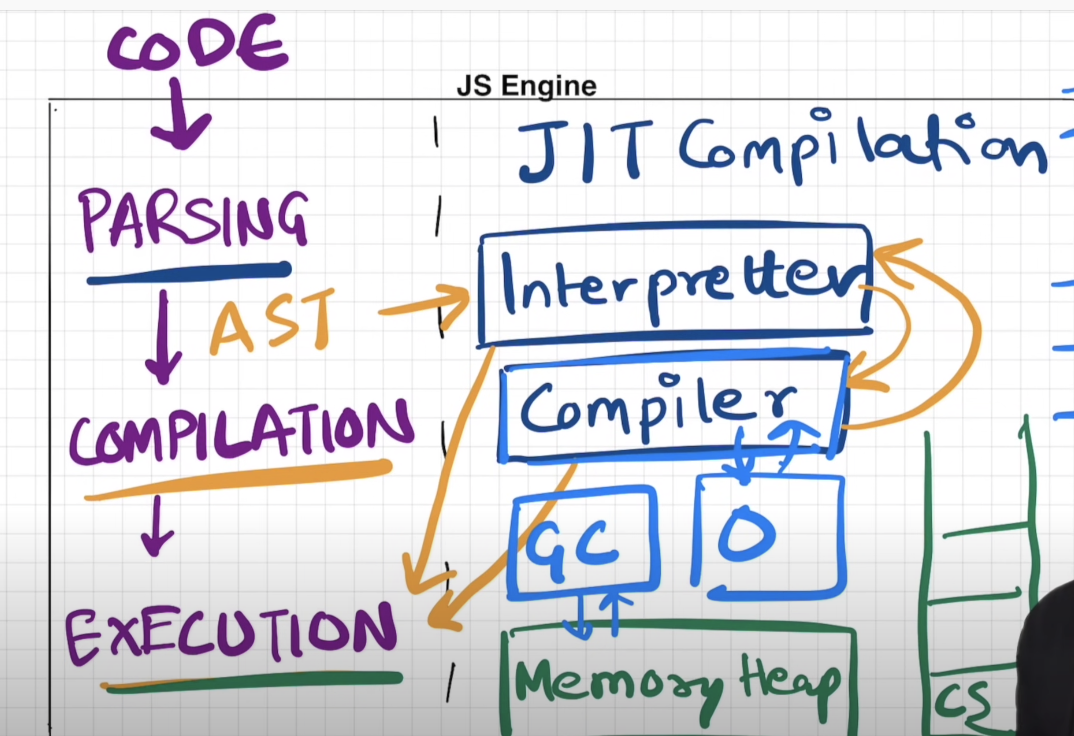 CODE
JS Engine
JIT Compilation
PARSING
Interpretter
AST
Compiler
COMPILATION
GC
O
EXECUTION
Memory Heap
CS